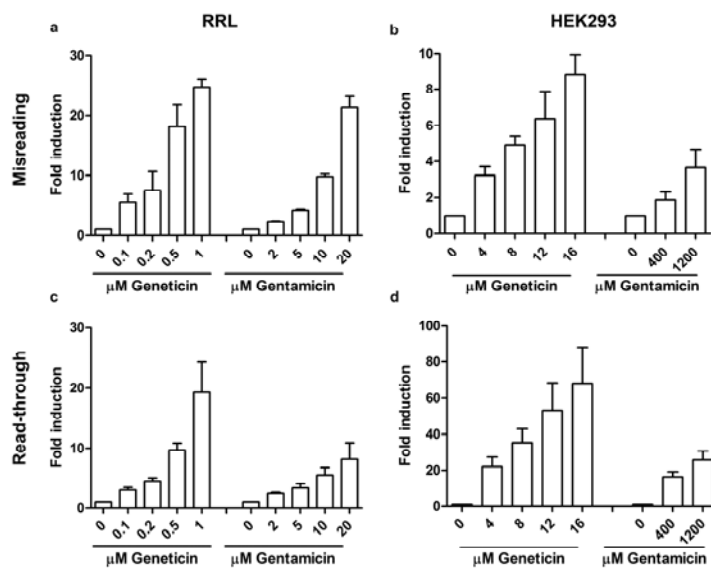 RRL
HEK293
Misreading
a
Fold induction
30
20
10
0
0 0.1 0.2 0.5 1 0 2 5 10 20
μM Geneticin μM Gentamicin
b
Fold induction
10
8
6
4
2
0
0 4 8 12 16 0 400 1200
μM Geneticin μM Gentamicin
Read-through
c
Fold induction
30
20
10
0
0 0.1 0.2 0.5 1 0 2 5 10 20
μM Geneticin μM Gentamicin
d
Fold induction
100
80
60
40
20
0
0 4 8 12 16 0 400 1200
μM Geneticin μM Gentamicin